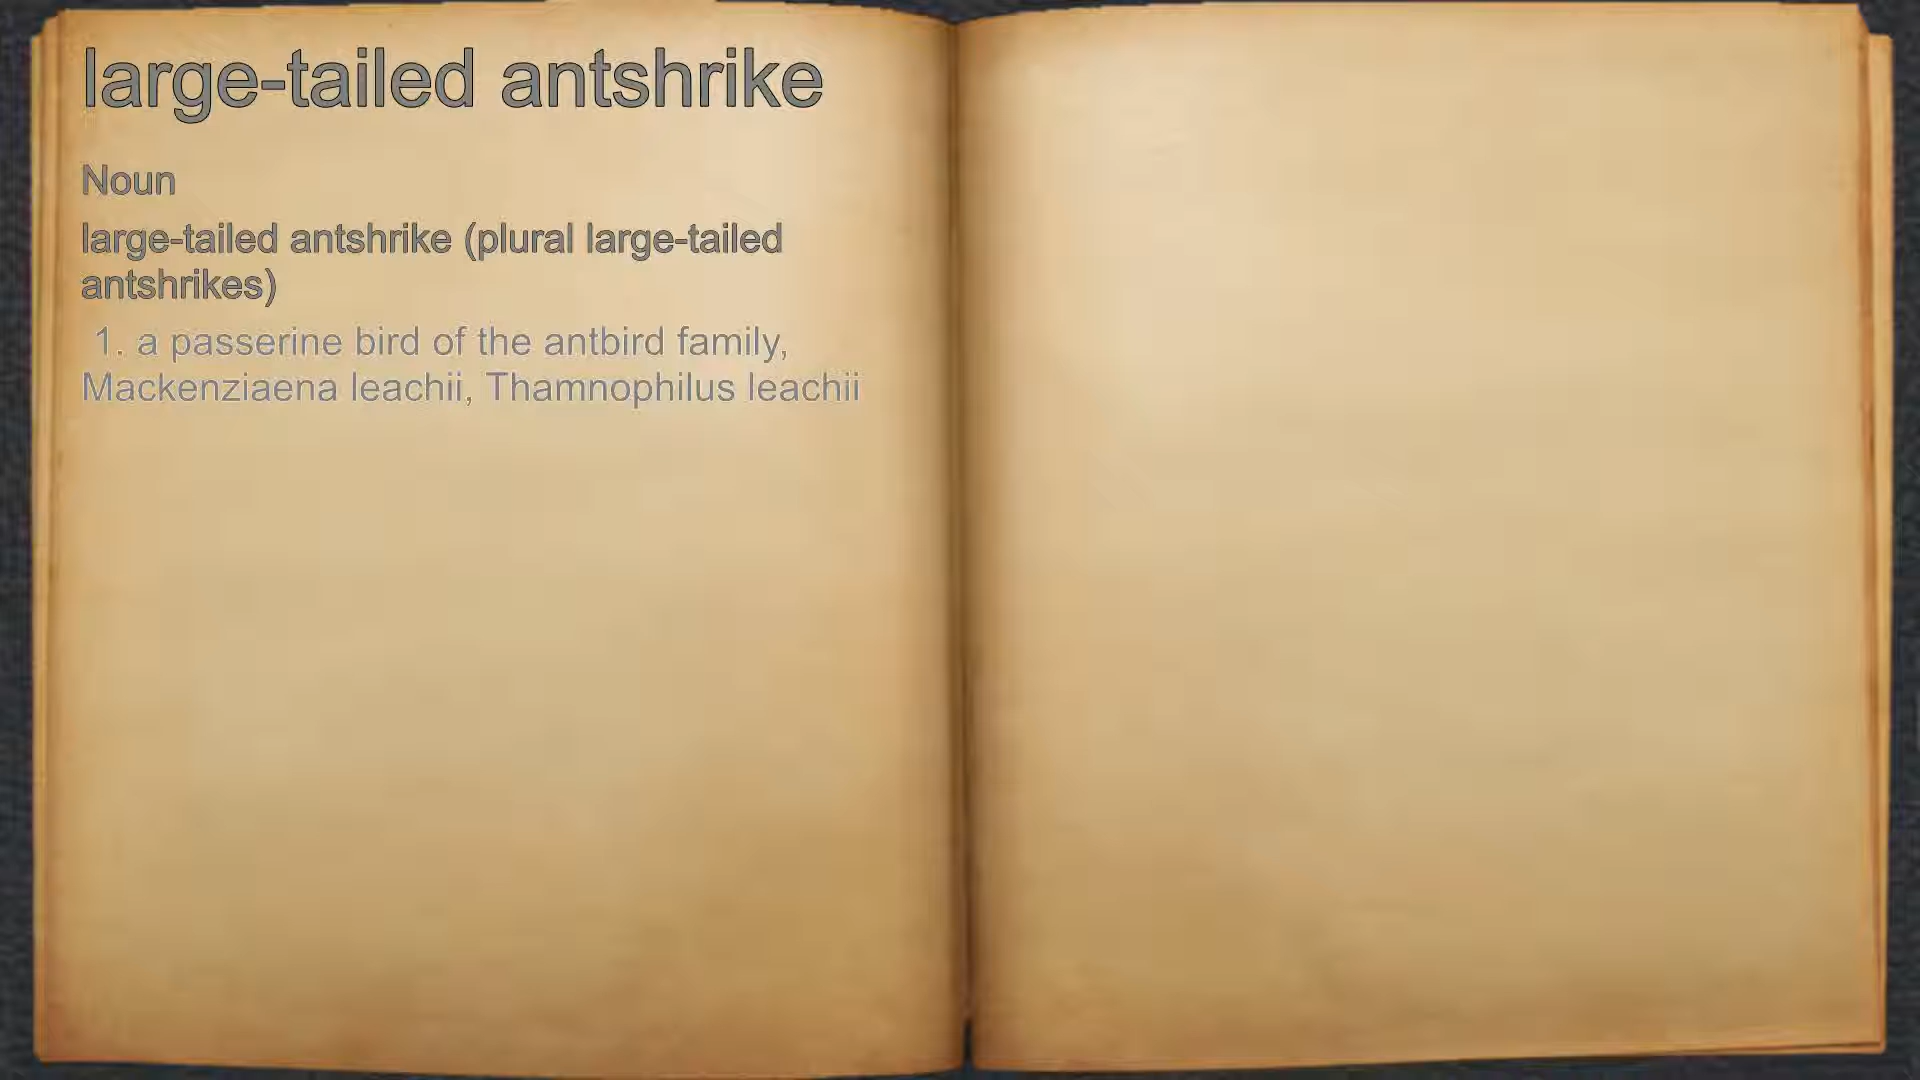 large-tailed antshrike
Noun
large-tailed antshrike (plural large-tailed
antshrikes)
1. a passerine bird of the antbird family,
Mackenziaena leachii, Thamnophilus leachii